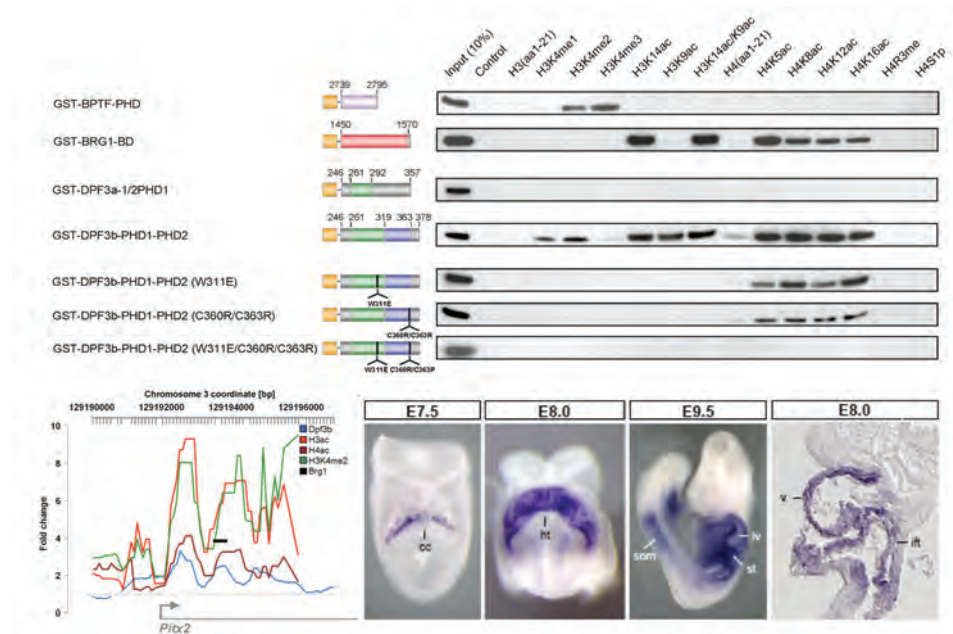 Input (10%)
Control
H3(aa1-21)
H3K4me1
H3K4me2
H3K4me3
H3K14ac
H3K9ac
H3K14ac/K9ac
H4(aa1-21)
H4K5ac
H4K8ac
H4K12ac
H4K16ac
H4R3me
H4S1p
2739 2795
GST-BPTF-PHD
1450 1570
GST-BRG1-BD
246 261 292 357
GST-DPF3a-1/2PHD1
246 261 319 363 378
GST-DPF3b-PHD1-PHD2
GST-DPF3b-PHD1-PHD2 (W311E)
W311E
GST-DPF3b-PHD1-PHD2 (C360R/C363R)
C360R/C363R
GST-DPF3b-PHD1-PHD2 (W311E/C360R/C363R)
W311E C360R/C363R
Chromosome 3 coordinate [bp]
129190000 129192000 129194000 129196000
10
8
6
4
2
0
Fold change
Dpf3b
H3ac
H4ac
H3K4me2
Brg1
Pitx2
E7.5 E8.0 E9.5 E8.0
cc
ht
som
lv
st
v
ift